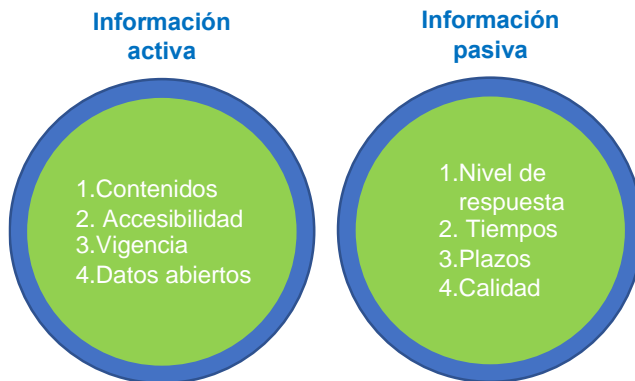 Información
activa
1.Contenidos
2. Accesibilidad
3.Vigencia
4.Datos abiertos
Información
pasiva
1.Nivel de
respuesta
2. Tiempos
3.Plazos
4.Calidad